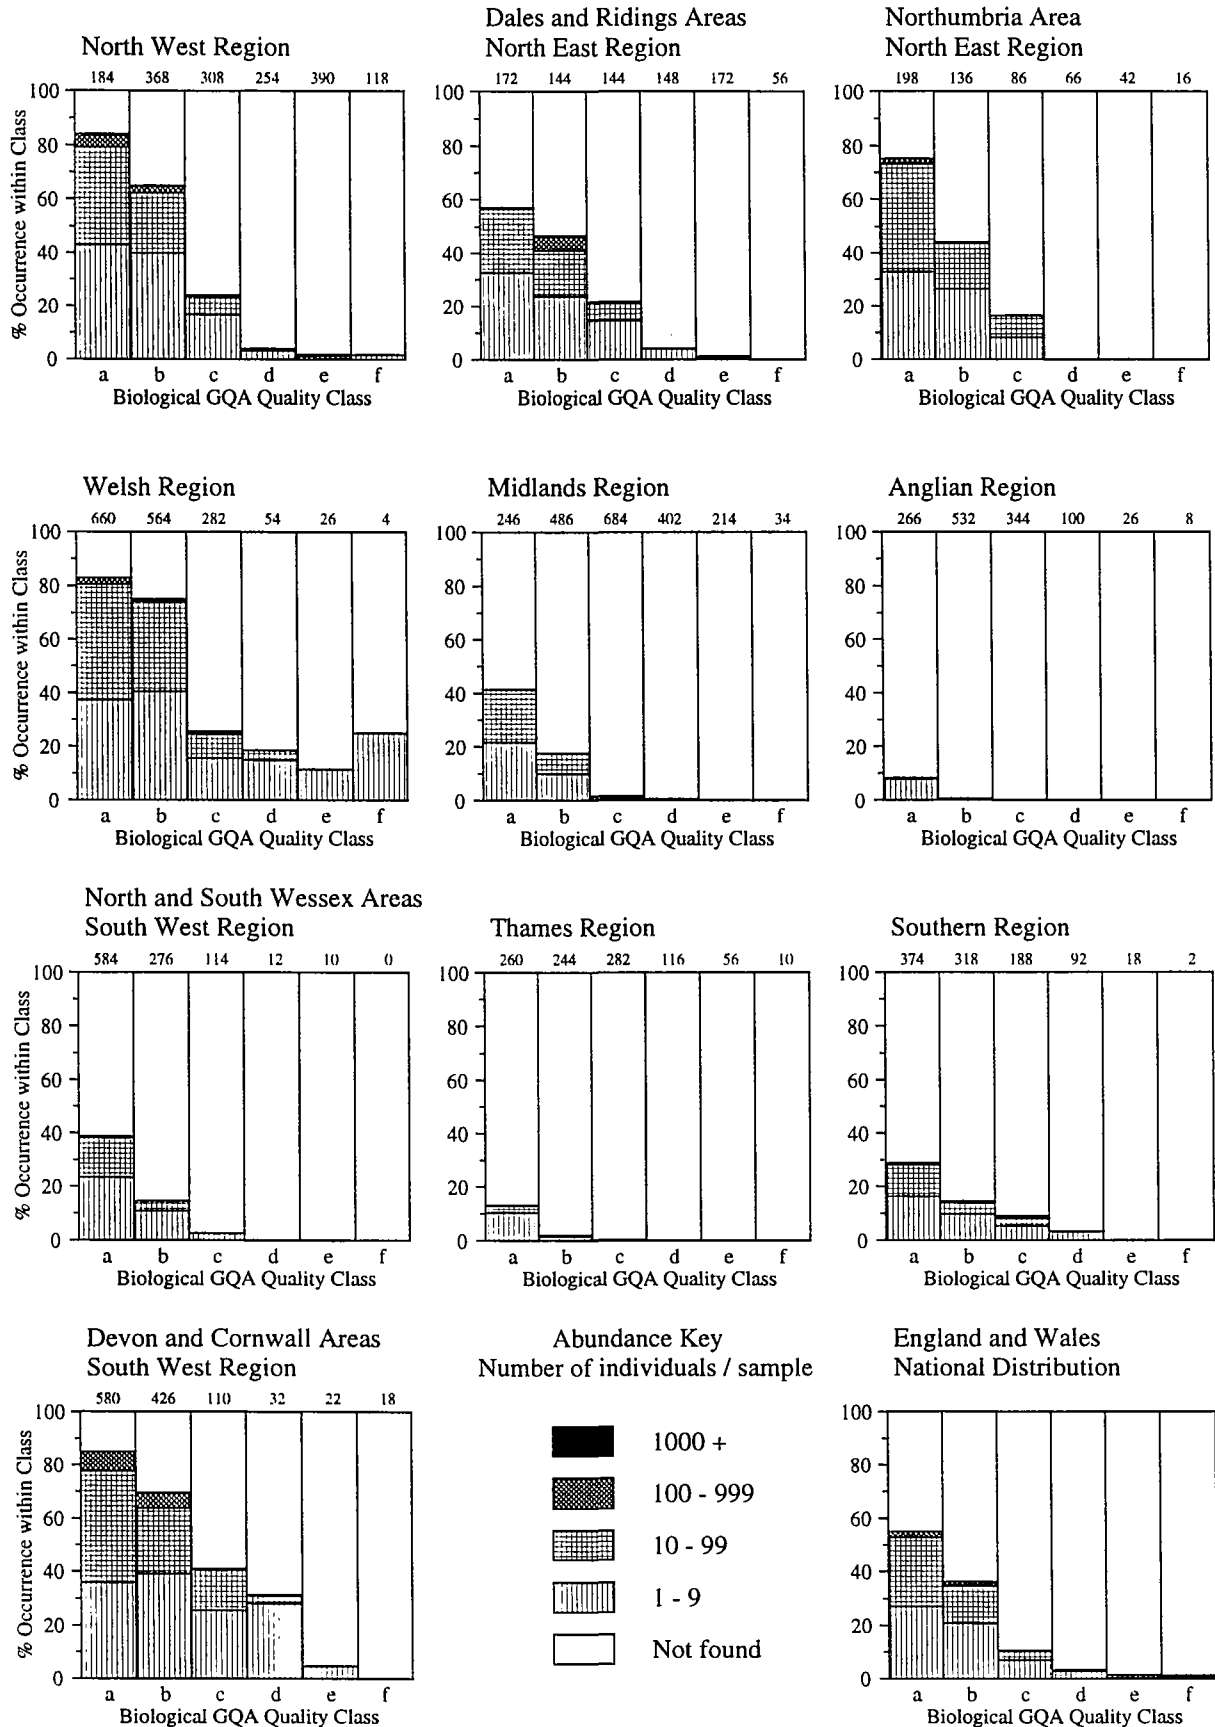 North West Region
184 368 308 254 390 118
% Occurrence within Class
100
80
60
40
20
0
a b c d e f
Biological GQA Quality Class
Dales and Ridings Areas
North East Region
172 144 144 148 172 56
100
80
60
40
20
0
a b c d e f
Biological GQA Quality Class
Northumbria Area
North East Region
198 136 86 66 42 16
100
80
60
40
20
0
a b c d e f
Biological GQA Quality Class
Welsh Region
660 564 282 54 26 4
% Occurrence within Class
100
80
60
40
20
0
a b c d e f
Biological GQA Quality Class
Midlands Region
246 486 684 402 214 34
100
80
60
40
20
0
a b c d e f
Biological GQA Quality Class
Anglian Region
266 532 344 100 26 8
100
80
60
40
20
0
a b c d e f
Biological GQA Quality Class
North and South Wessex Areas
South West Region
584 276 114 12 10 0
% Occurrence within Class
100
80
60
40
20
0
a b c d e f
Biological GQA Quality Class
Thames Region
260 244 282 116 56 10
100
80
60
40
20
0
a b c d e f
Biological GQA Quality Class
Southern Region
374 318 188 92 18 2
100
80
60
40
20
0
a b c d e f
Biological GQA Quality Class
Devon and Cornwall Areas
South West Region
580 426 110 32 22 18
% Occurrence within Class
100
80
60
40
20
0
a b c d e f
Biological GQA Quality Class
Abundance Key
Number of individuals / sample
1000 +
100 - 999
10 - 99
1 - 9
Not found
England and Wales
National Distribution
100
80
60
40
20
0
a b c d e f
Biological GQA Quality Class